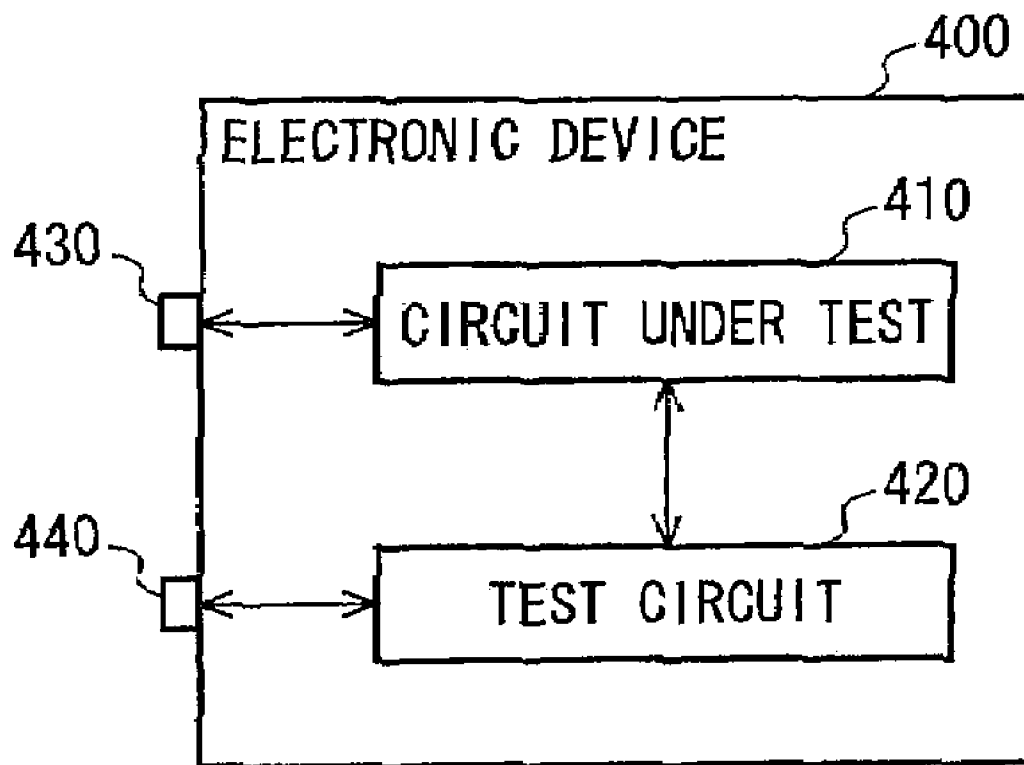 400
ELECTRONIC DEVICE
410
430
CIRCUIT UNDER TEST
420
440
TEST CIRCUIT